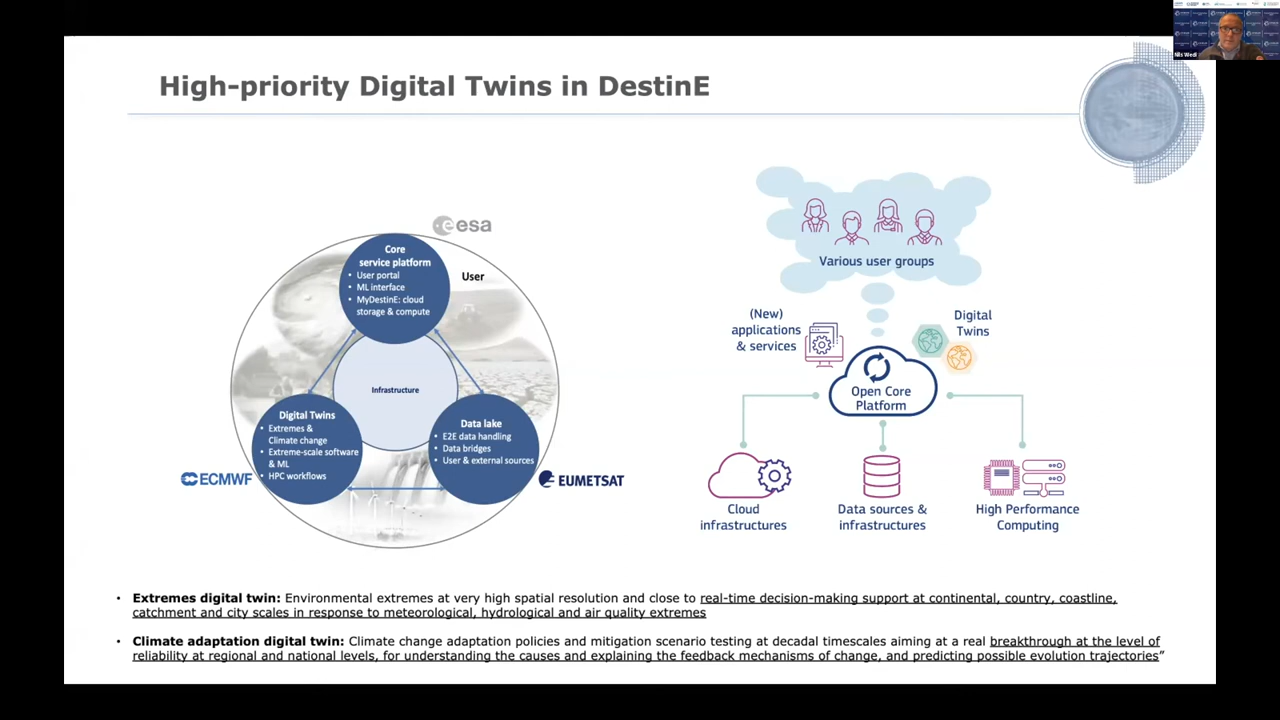 High-priority Digital Twins in DestinE
Nils Wedi
esa
Core
service platform
• User portal
• ML interface
• MyDestinE: cloud
storage & compute
User
Infrastructure
Digital Twins
• Extremes &
Climate change
• Extreme-scale software
& ML
• HPC workflows
Data lake
• E2E data handling
• Data bridges
• User & external sources
ECMWF
EUMETSAT
Various user groups
(New)
applications
& services
Digital
Twins
Open Core
Platform
Cloud
infrastructures
Data sources &
infrastructures
High Performance
Computing
• Extremes digital twin: Environmental extremes at very high spatial resolution and close to real-time decision-making support at continental, country, coastline,
catchment and city scales in response to meteorological, hydrological and air quality extremes
• Climate adaptation digital twin: Climate change adaptation policies and mitigation scenario testing at decadal timescales aiming at a real breakthrough at the level of
reliability at regional and national levels, for understanding the causes and explaining the feedback mechanisms of change, and predicting possible evolution trajectories”